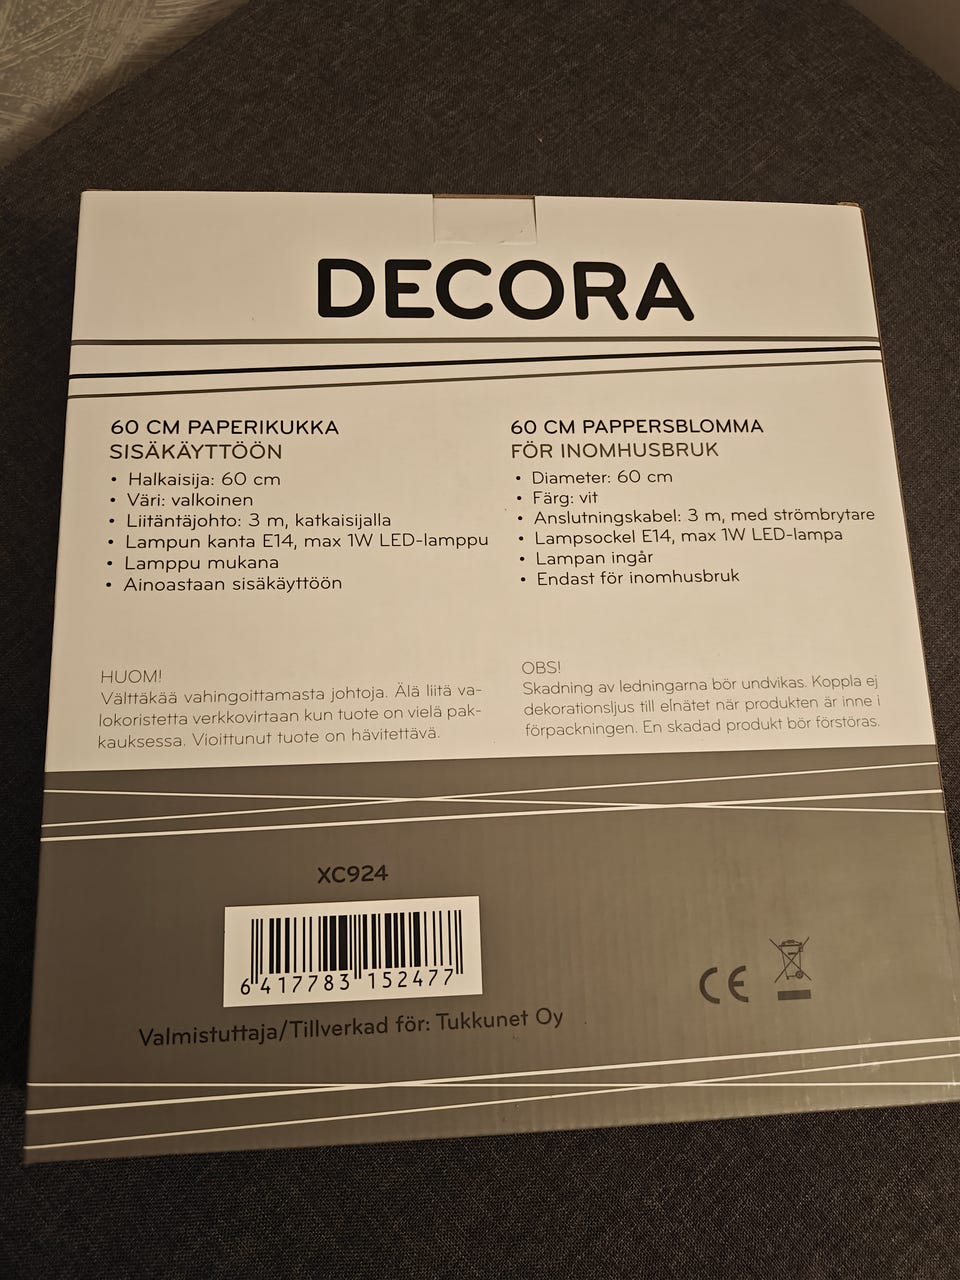 DECORA
60 CM PAPERIKUKKA
SISÄKÄYTTÖÖN
• Halkaisija: 60 cm
• Väri: valkoinen
• Liitäntäjohto: 3 m, katkaisijalla
• Lampun kanta E14, max 1W LED-lamppu
• Lamppu mukana
• Ainoastaan sisäkäyttöön
HUOM!
Välttäkää vahingoittamasta johtoja. Älä liitä va-
lokoristetta verkkovirtaan kun tuote on vielä pak-
kauksessa. Vioittunut tuote on hävitettävä.
60 CM PAPPERSBLOMMA
FÖR INOMHUSBRUK
• Diameter: 60 cm
• Färg: vit
• Anslutningskabel: 3 m, med strömbrytare
• Lampsockel E14, max 1W LED-lampa
• Lampan ingår
• Endast för inomhusbruk
OBS!
Skadning av ledningarna bör undvikas. Koppla ej
dekorationsljus till elnätet när produkten är inne i
förpackningen. En skadad produkt bör förstöras.
XC924
6 417783 152477
Valmistuttaja/Tillverkad för: Tukkunet Oy
CE